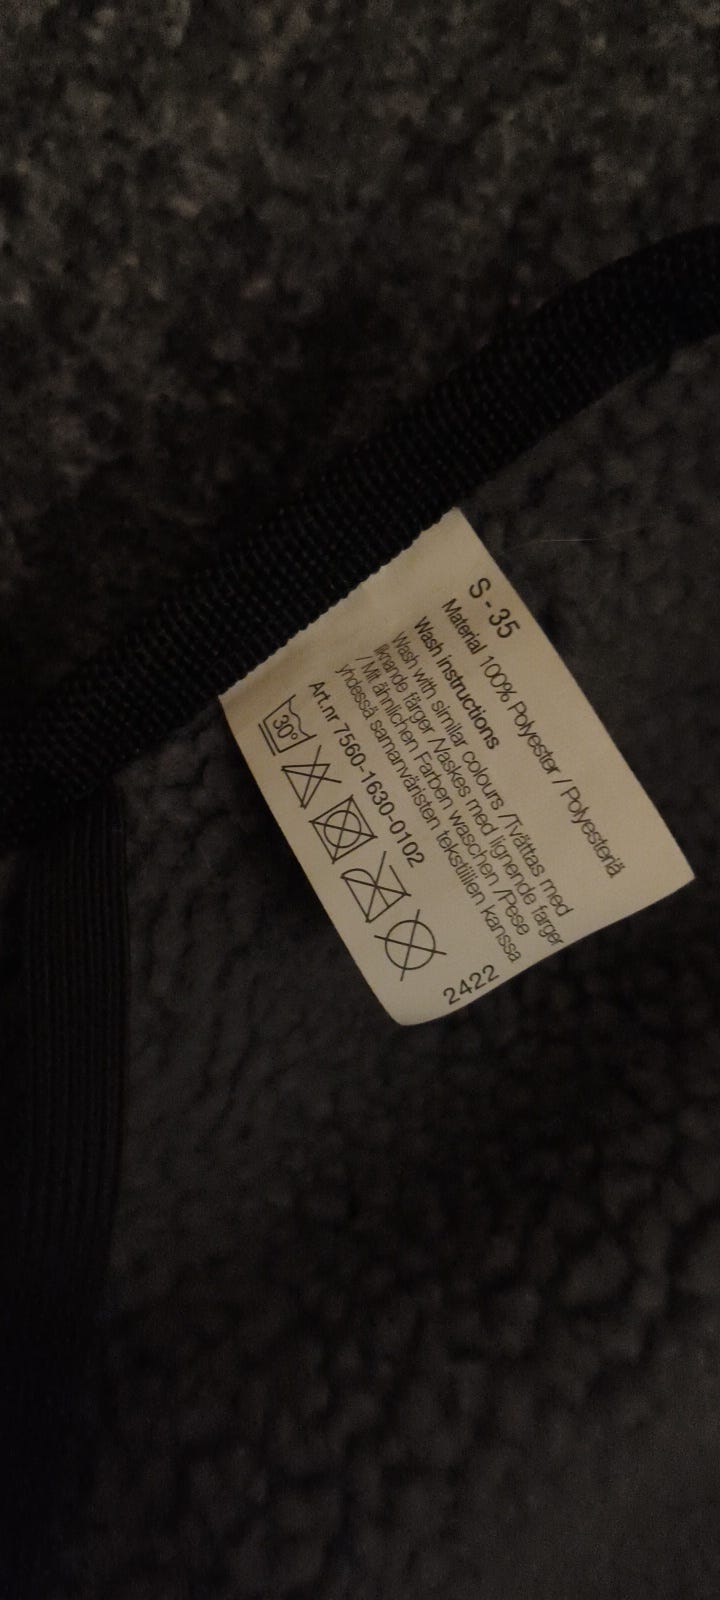 S - 35
Material 100% Polyester / Polyesteriä
Wash instructions
Wash with similar colours /Tvättas med
liknande färger /Vaskes med lignende farger
/ Mit ähnlichen Farben waschen /Pese
yhdessä samanväristen tekstiilien kanssa
Art.nr 7560-1630-0102
30°
2422